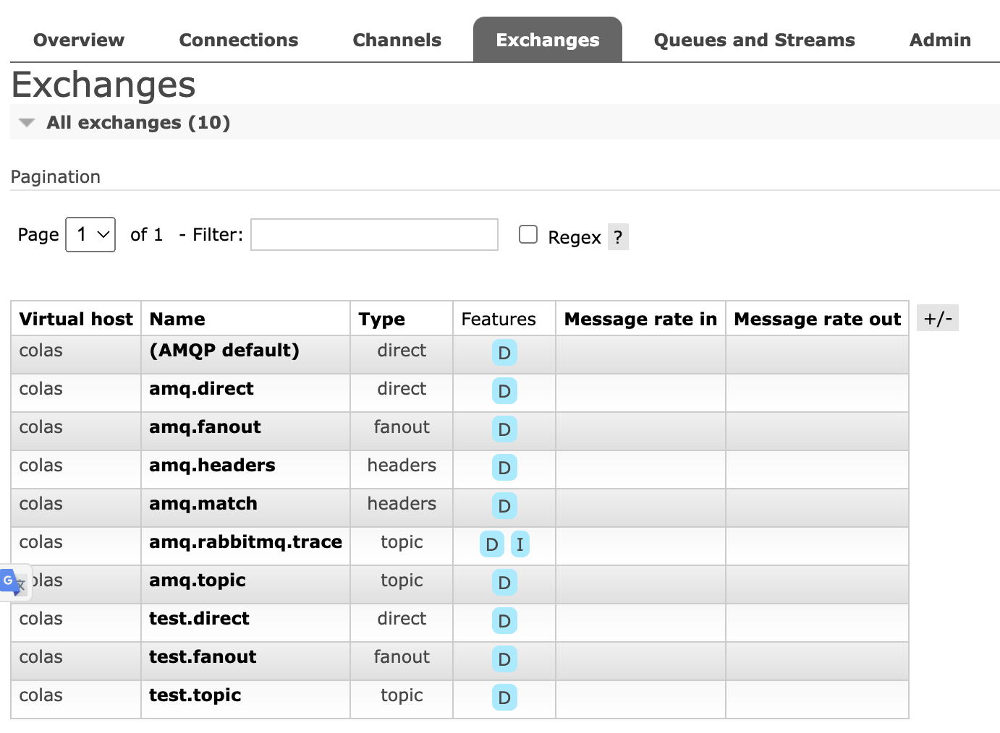 Overview Connections Channels Exchanges Queues and Streams Admin
Exchanges
All exchanges (10)
Pagination
Page 1 of 1 - Filter: Regex ?
Virtual host Name Type Features Message rate in Message rate out +/-
colas (AMQP default) direct D
colas amq.direct direct D
colas amq.fanout fanout D
colas amq.headers headers D
colas amq.match headers D
colas amq.rabbitmq.trace topic D I
olas amq.topic topic D
colas test.direct direct D
colas test.fanout fanout D
colas test.topic topic D